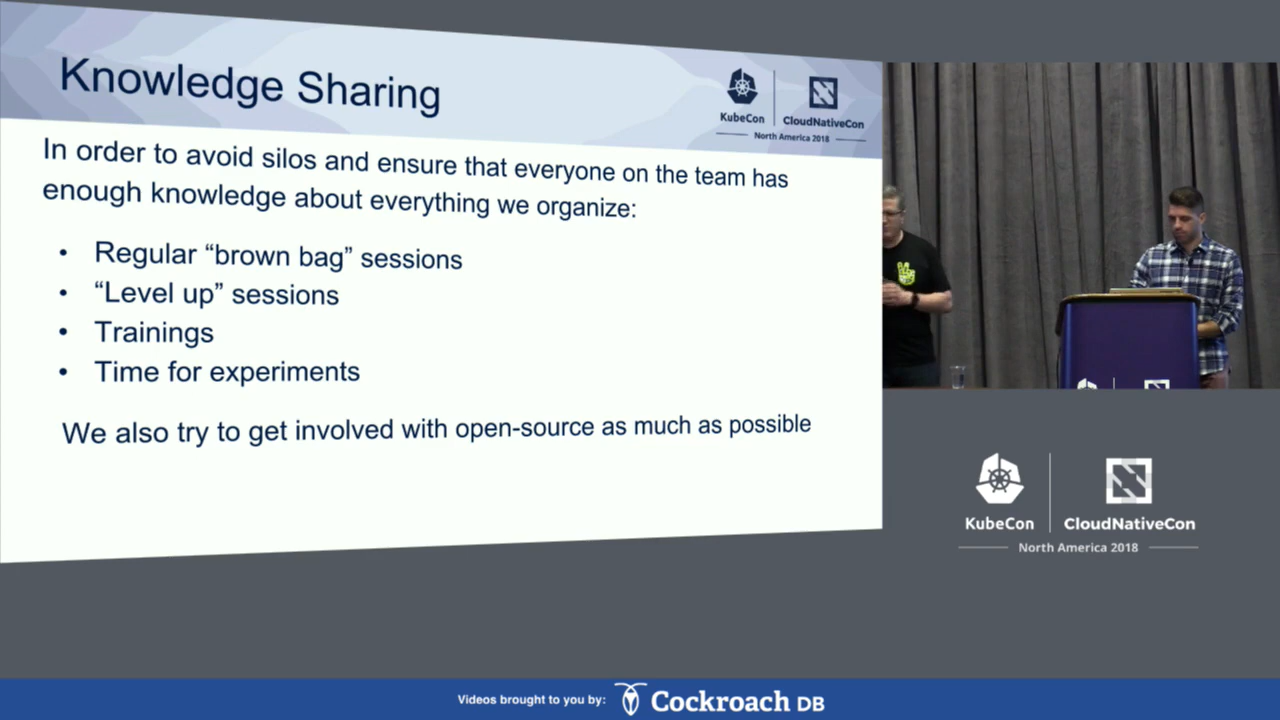 Knowledge Sharing
KubeCon
CloudNativeCon
North America 2018
In order to avoid silos and ensure that everyone on the team has
enough knowledge about everything we organize:
• Regular “brown bag” sessions
• “Level up” sessions
• Trainings
• Time for experiments
We also try to get involved with open-source as much as possible
KubeCon
CloudNativeCon
North America 2018
Videos brought to you by:
Cockroach DB